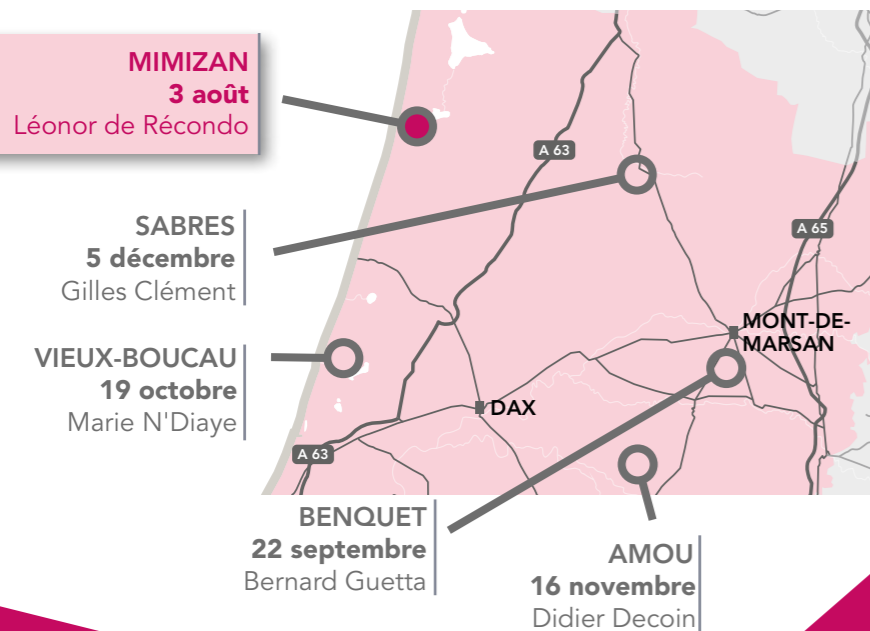 MIMIZAN
3 août
Léonor de Récondo
A 63
SABRES
5 décembre
Gilles Clément
A 65
MONT-DE-
MARSAN
VIEUX-BOUCAU
19 octobre
Marie N'Diaye
DAX
A 63
BENQUET
22 septembre
Bernard Guetta
AMOU
16 novembre
Didier Decoin